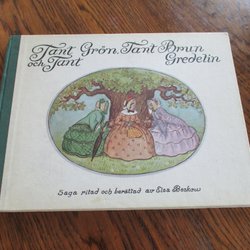 Tant Grön, Tant Brun
och Tant Gredelin
Saga ritad och berättad av Elsa Beskow